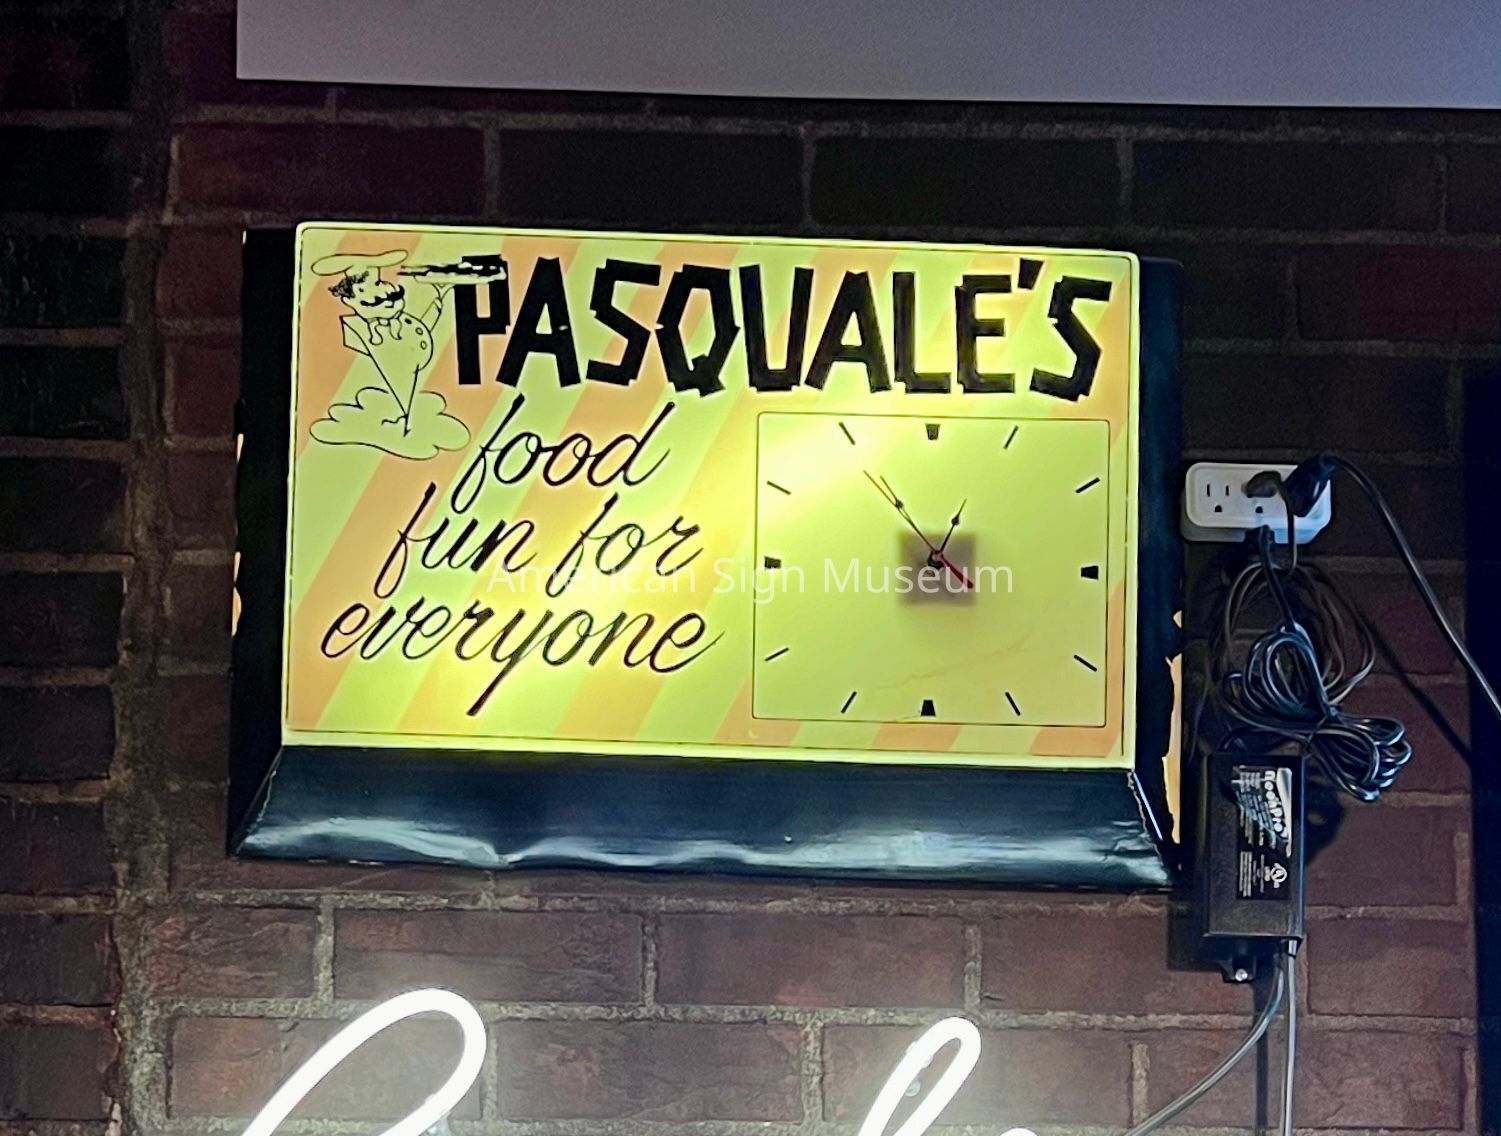 PASQUALE'S
food
fun for
everyone
American Sign Museum